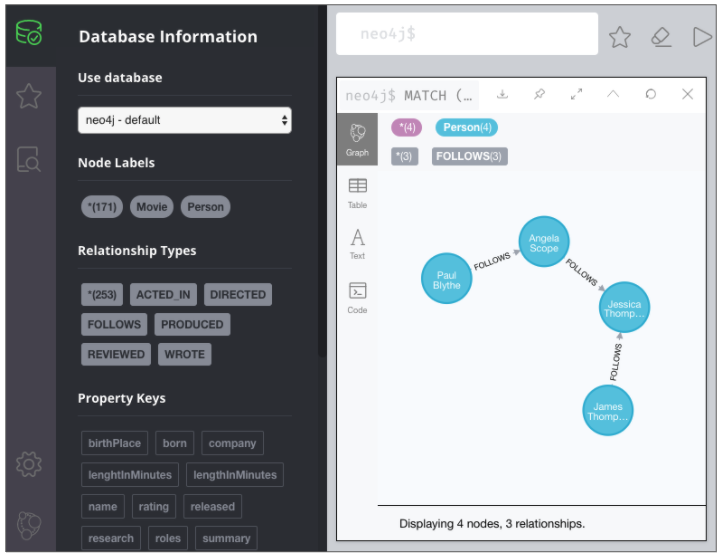 Database Information
Use database
neo4j - default
Node Labels
*(171) Movie Person
Relationship Types
*(253) ACTED_IN DIRECTED
FOLLOWS PRODUCED
REVIEWED WROTE
Property Keys
birthPlace born company
lenghtInMinutes lengthInMinutes
name rating released
research roles summary
neo4j$
neo4j$ MATCH (…
*(4) Person(4)
*(3) FOLLOWS(3)
Graph
Table
A
Text
Code
Paul
Blythe
FOLLOWS
Angela
Scope
FOLLOWS
Jessica
Thomp…
FOLLOWS
James
Thomp…
Displaying 4 nodes, 3 relationships.